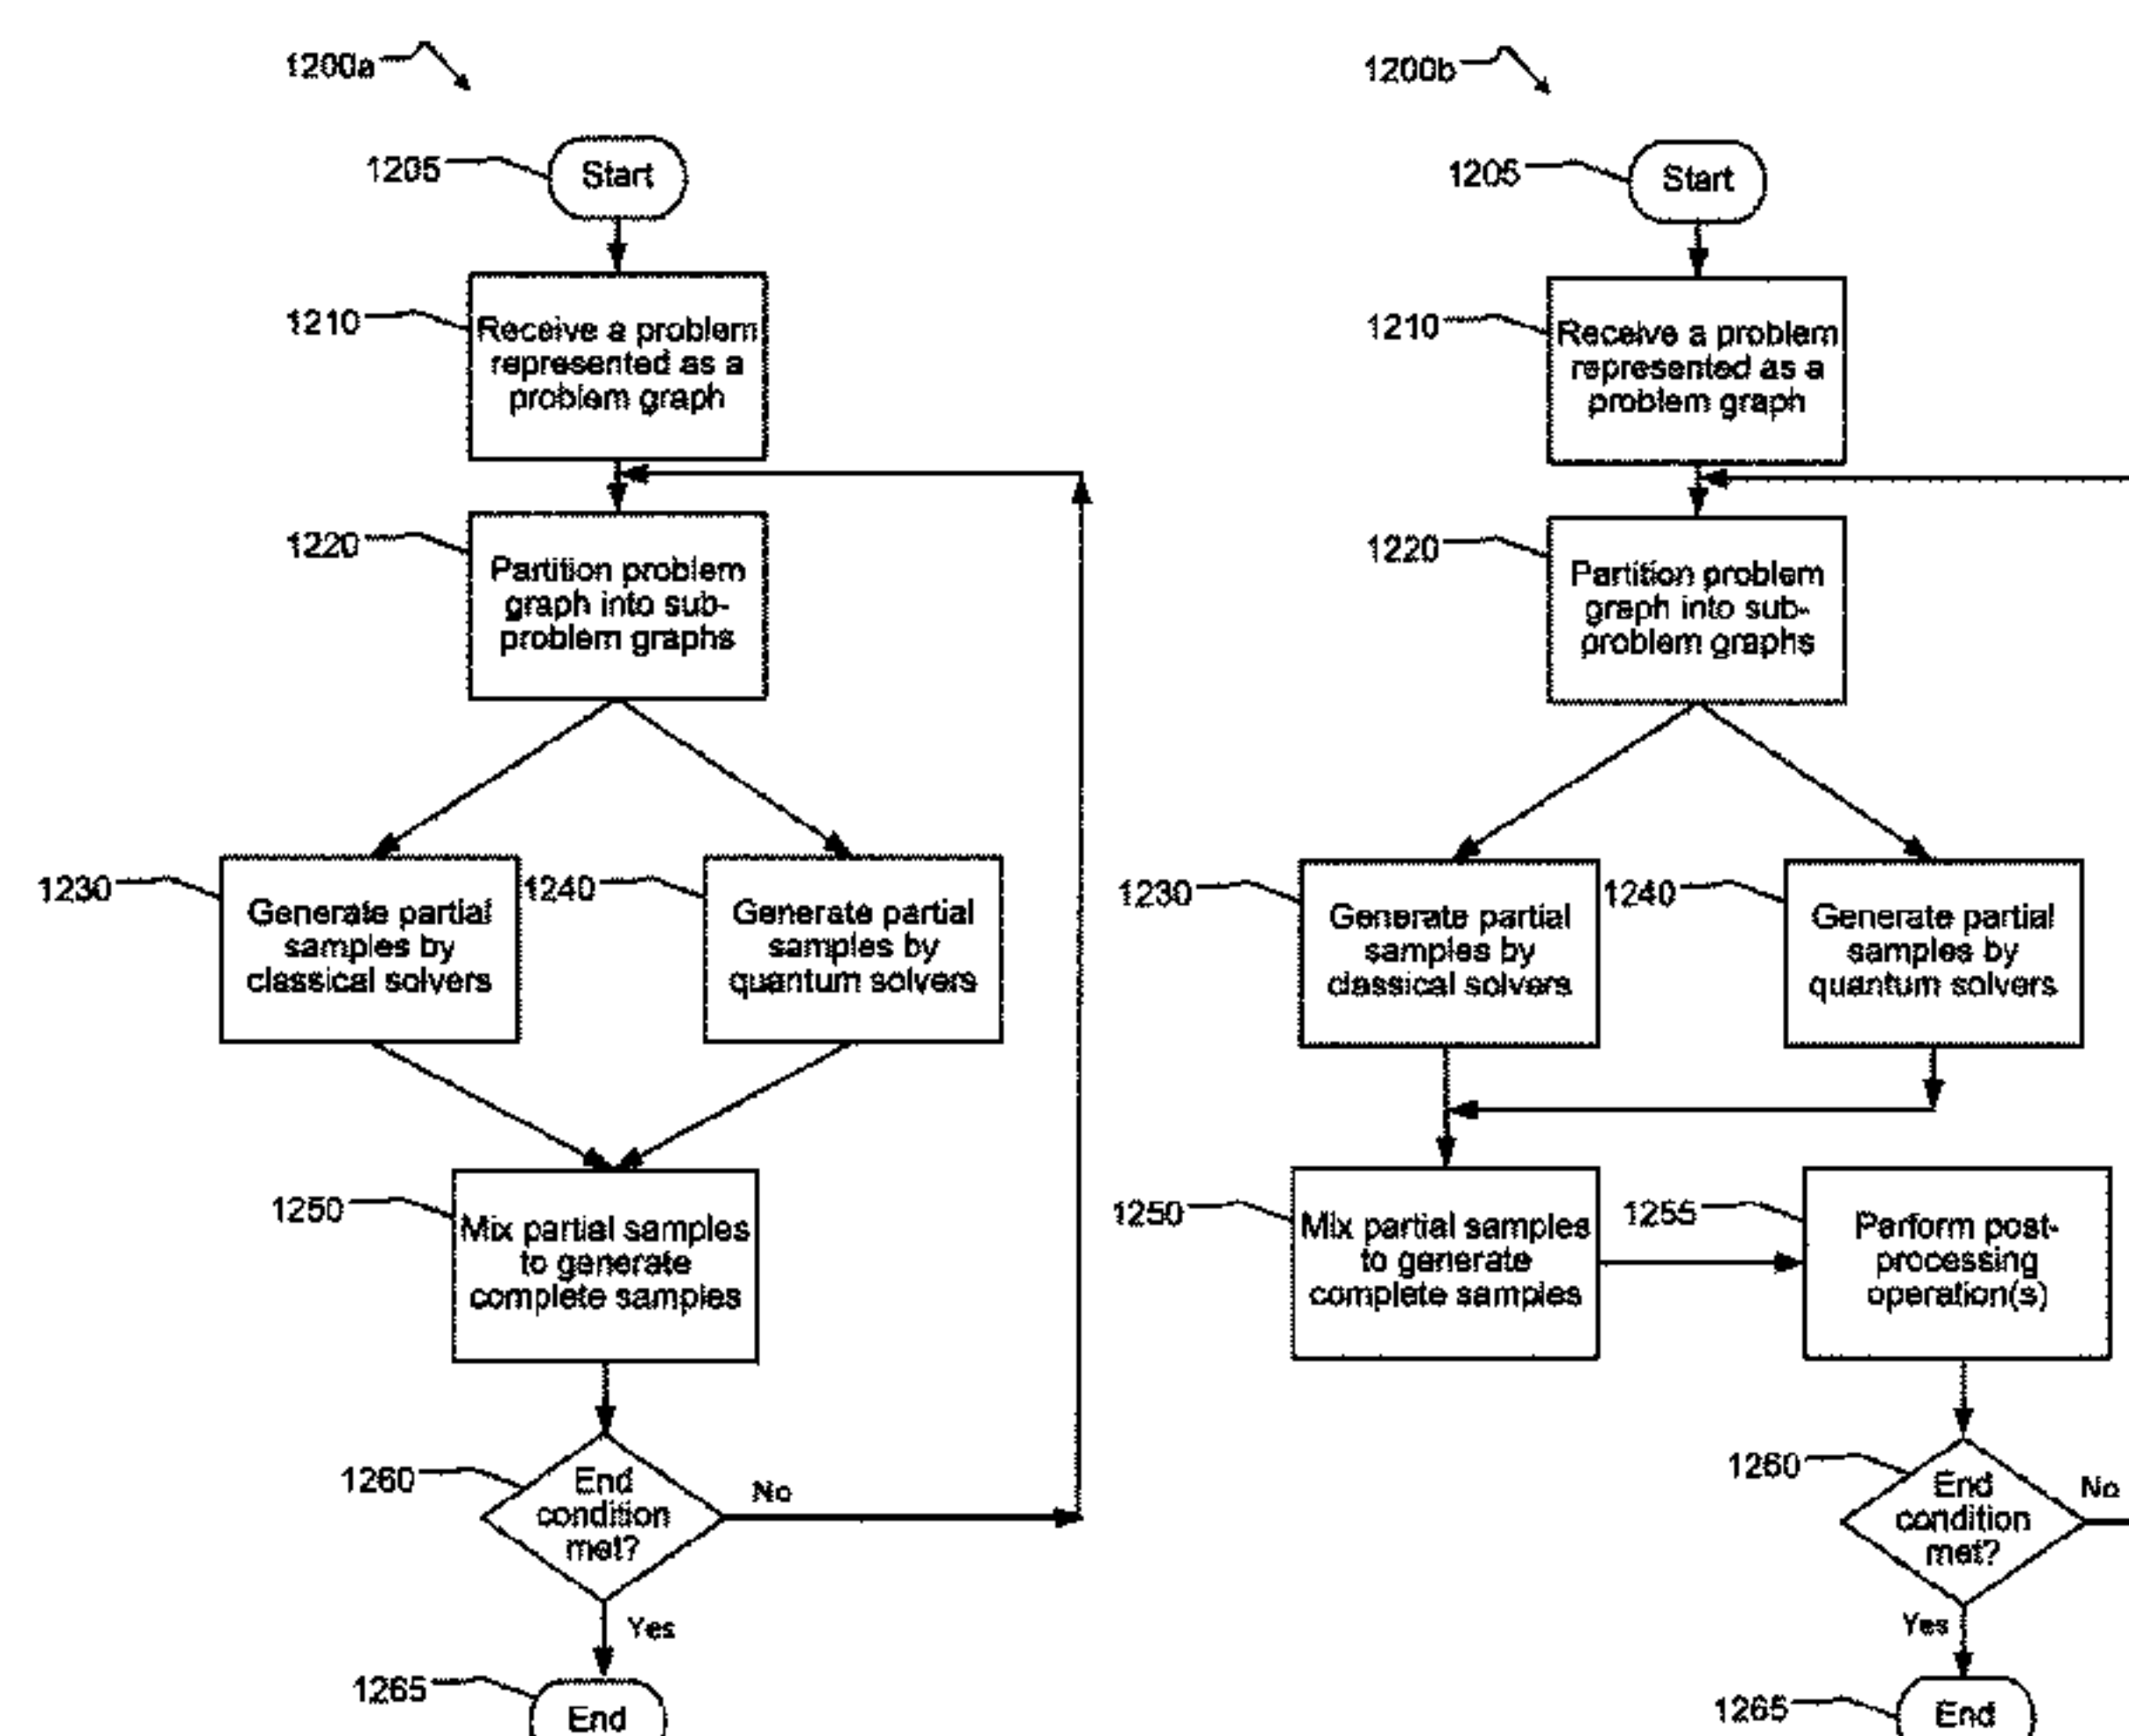 1200a
1205
Start
1210
Receive a problem
represented as a
problem graph
1220
Partition problem
graph into sub-
problem graphs
1230
Generate partial
samples by
classical solvers
1240
Generate partial
samples by
quantum solvers
1250
Mix partial samples
to generate
complete samples
1260
End
condition
met?
No
Yes
1265
End
1200b
1205
Start
1210
Receive a problem
represented as a
problem graph
1220
Partition problem
graph into sub-
problem graphs
1230
Generate partial
samples by
classical solvers
1240
Generate partial
samples by
quantum solvers
1250
Mix partial samples
to generate
complete samples
1255
Perform post-
processing
operation(s)
1260
End
condition
met?
No
Yes
1265
End